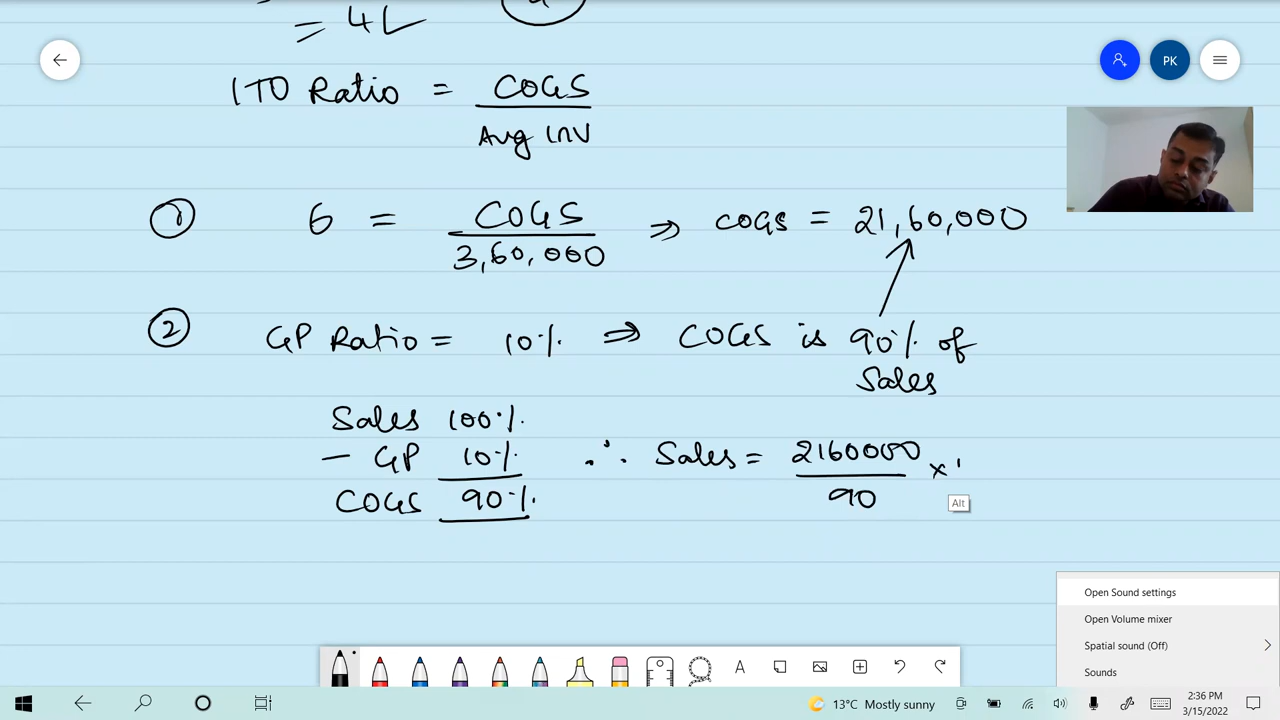 = 4L
ITO Ratio = COGS
Avg INV
PK
① 6 = COGS ⇒ COGS = 21,60,000
3,60,000
② GP Ratio = 10% ⇒ COGS is 90% of
Sales
Sales 100%
- GP 10% ∴ Sales = 2160000 x
COGS 90% 90
Alt
Open Sound settings
Open Volume mixer
Spatial sound (Off)
Sounds
A
13°C Mostly sunny
2:36 PM
3/15/2022